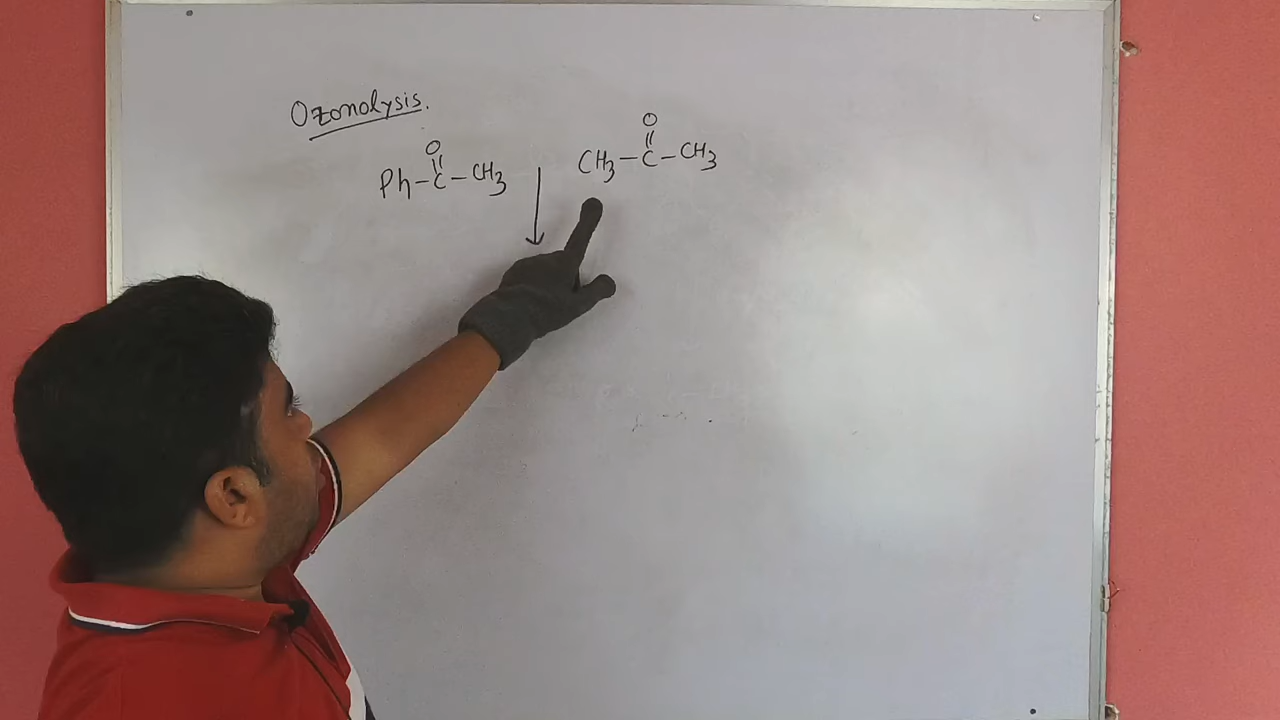 Ozonolysis.
O O
|| ||
Ph-C-CH3 CH3-C-CH3